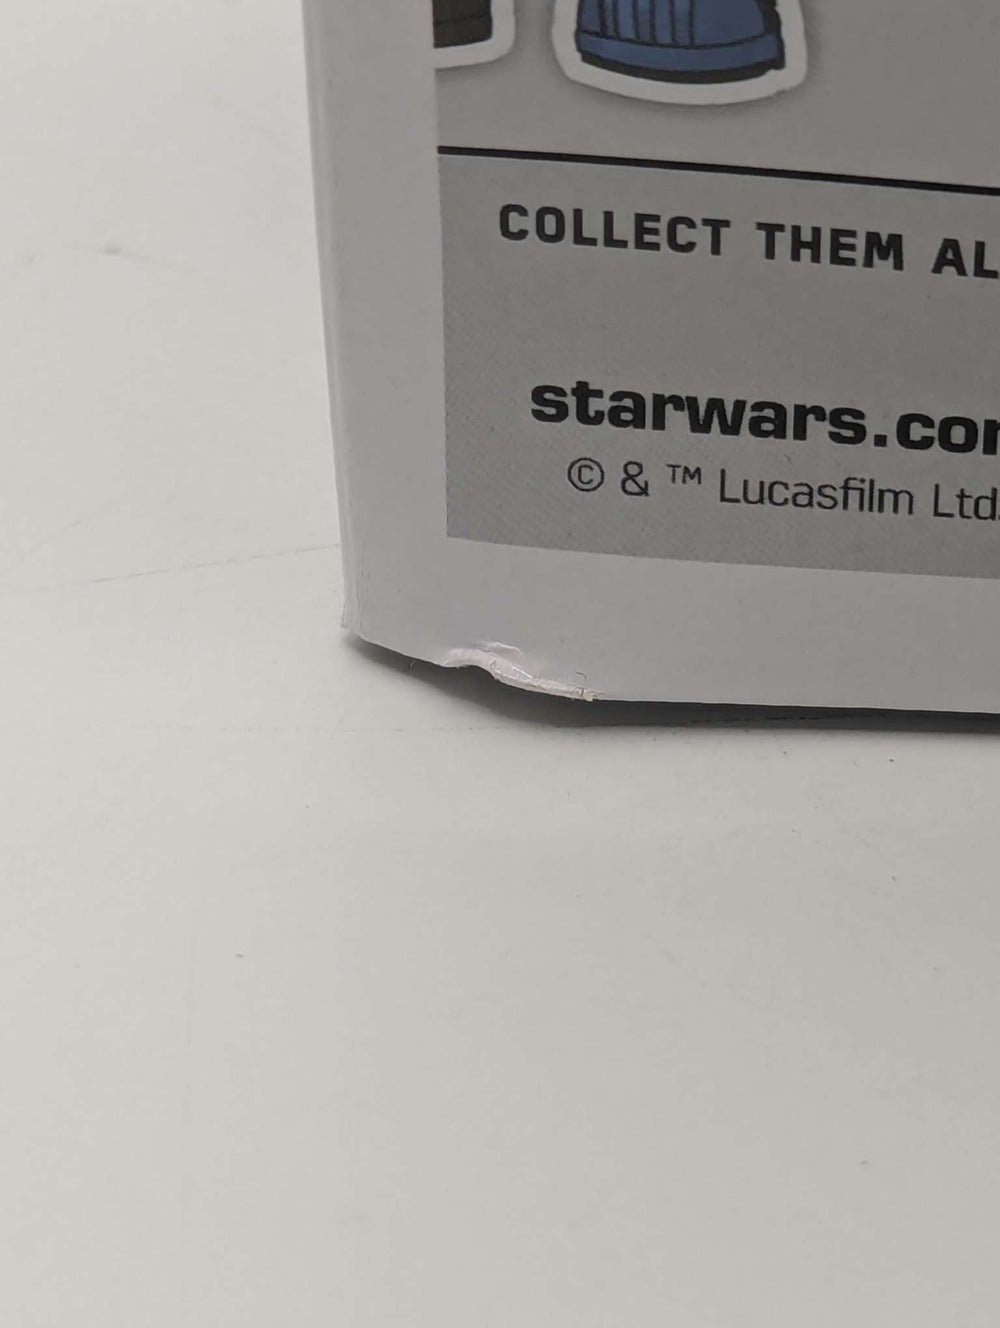 COLLECT THEM AL
starwars.co
© & ™ Lucasfilm Ltd.